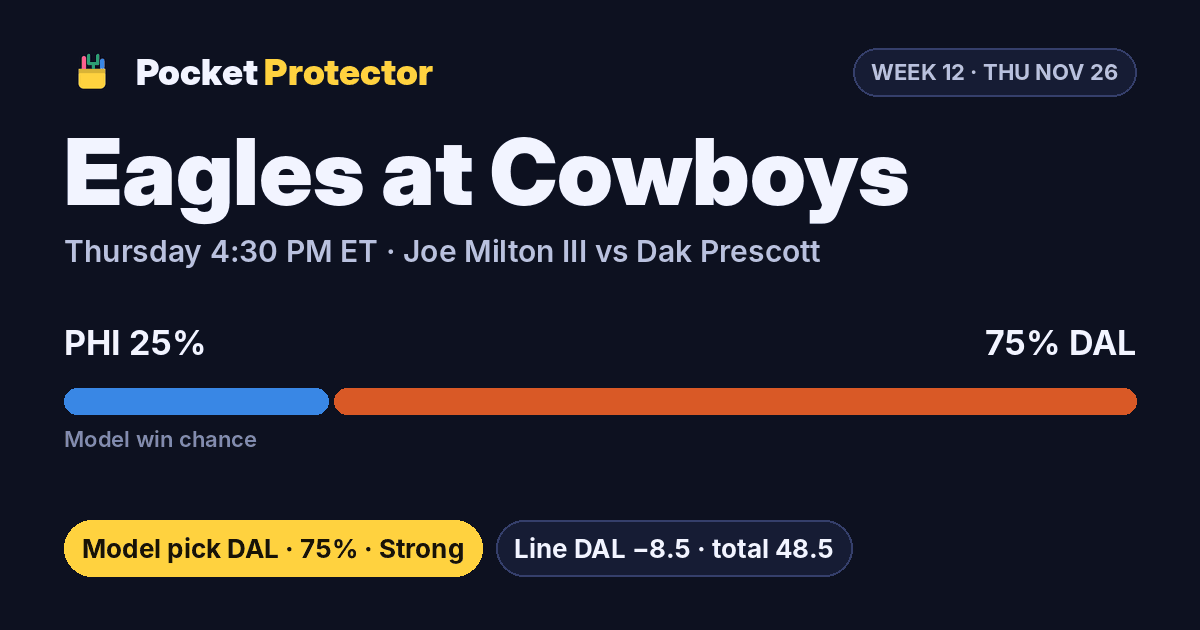 Pocket Protector
WEEK 12 · THU NOV 26
Eagles at Cowboys
Thursday 4:30 PM ET · Joe Milton III vs Dak Prescott
PHI 25%
75% DAL
Model win chance
Model pick DAL · 75% · Strong
Line DAL −8.5 · total 48.5